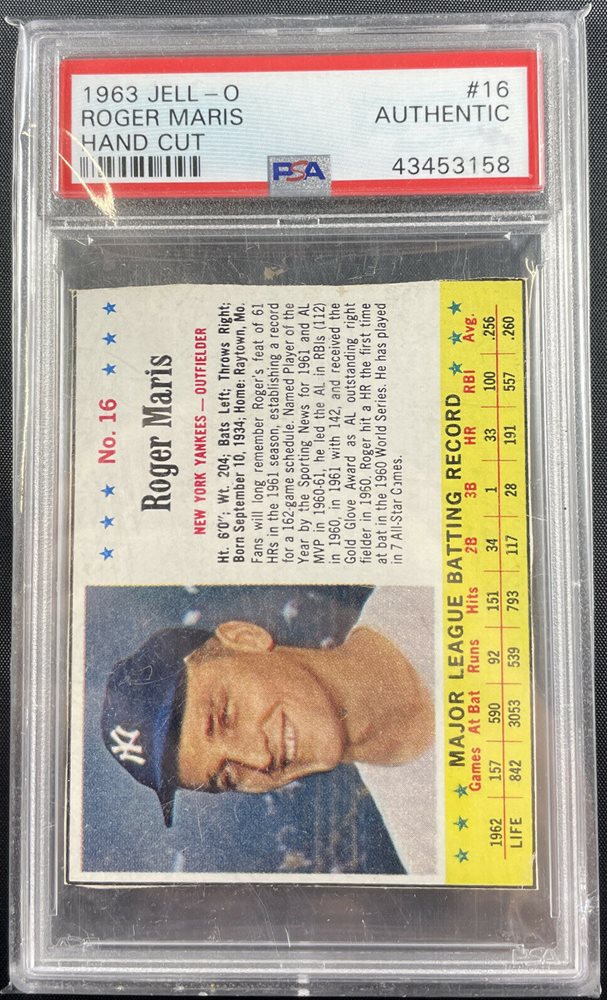 1963 JELL-O
ROGER MARIS
HAND CUT
#16
AUTHENTIC
43453158
PSA
No. 16
Roger Maris
NEW YORK YANKEES — OUTFIELDER
Ht. 6'0"; Wt. 204; Bats Left; Throws Right;
Born September 10, 1934; Home: Raytown, Mo.
Fans will long remember Roger's feat of 61
HRs in the 1961 season, establishing a record
for a 162-game schedule. Named Player of the
Year by the Sporting News for 1961 and AL
MVP in 1960-61, he led the AL in RBIs (112)
in 1960, in 1961 with 142, and received the
Gold Glove Award as AL outstanding right
fielder in 1960. Roger hit a HR the first time
at bat in the 1960 World Series. He has played
in 7 All-Star Games.
NY
MAJOR LEAGUE BATTING RECORD
Games At Bat Runs Hits 2B 3B HR RBI Avg.
1962 157 590 92 151 34 1 33 100 .256
LIFE 842 3053 539 793 117 28 191 557 .260
PSA